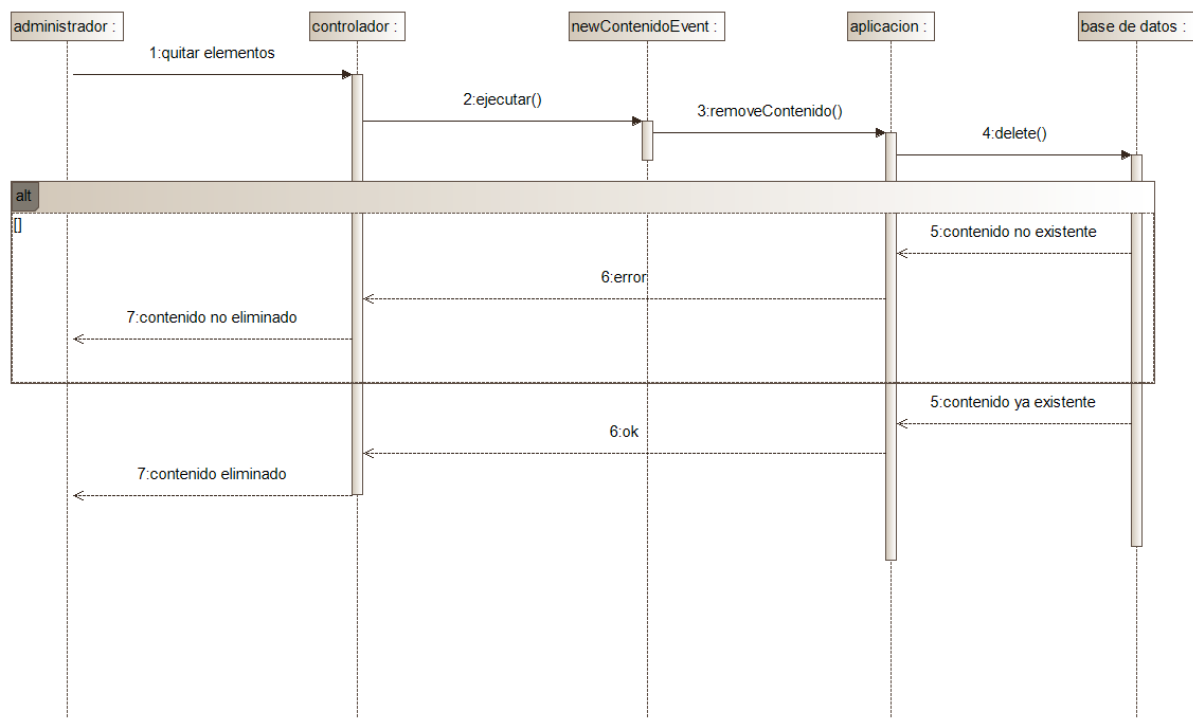 administrador :
controlador :
newContenidoEvent :
aplicacion :
base de datos :
1:quitar elementos
2:ejecutar()
3:removeContenido()
4:delete()
alt
[]
5:contenido no existente
6:error
7:contenido no eliminado
5:contenido ya existente
6:ok
7:contenido eliminado